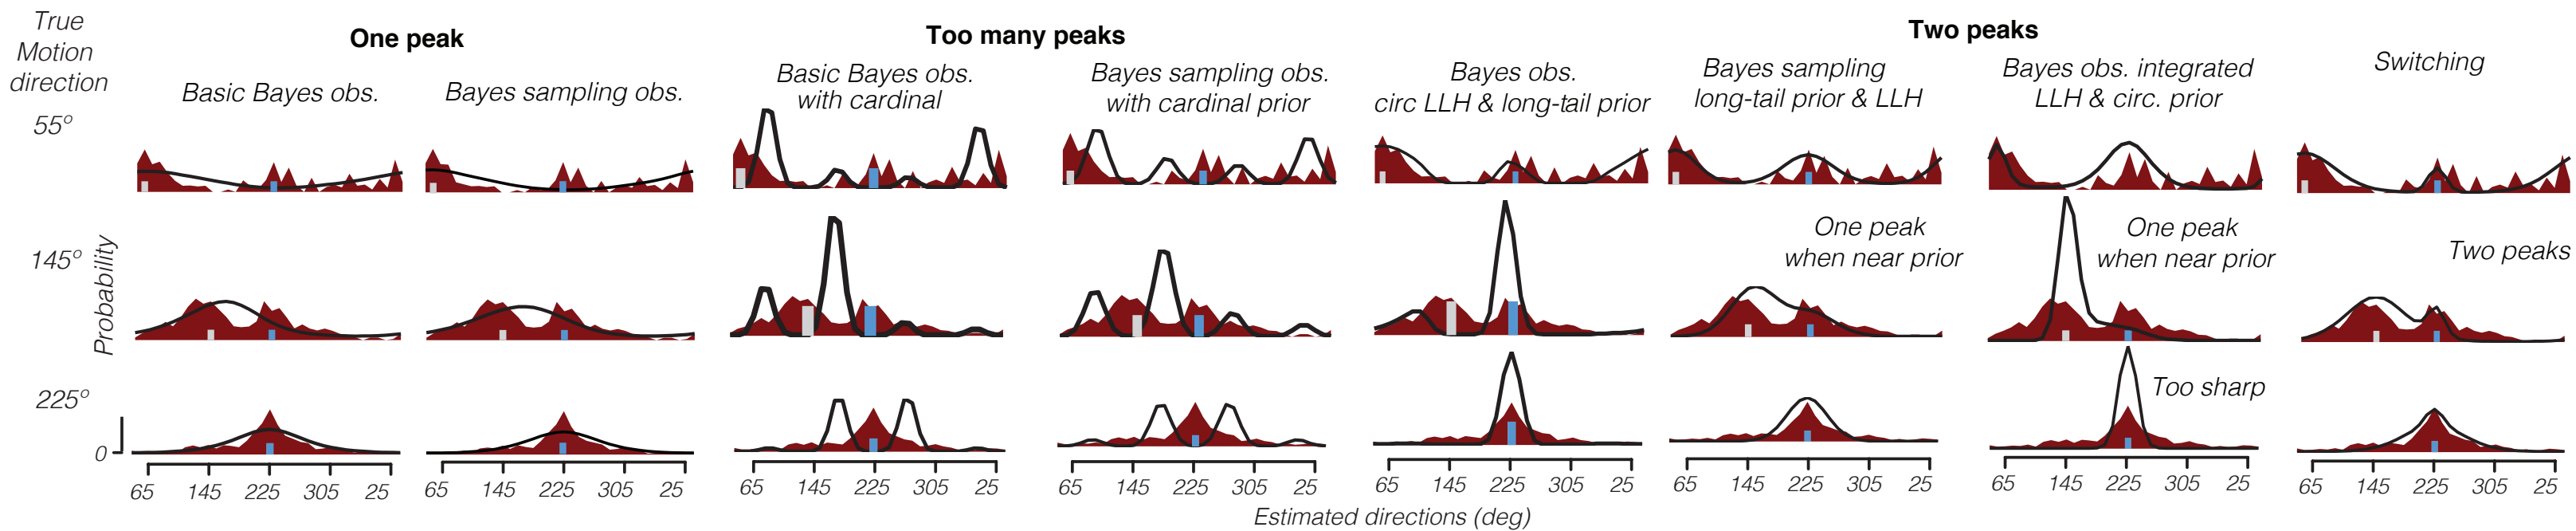 True
Motion
direction
One peak
Too many peaks
Two peaks
Basic Bayes obs.
Bayes sampling obs.
Basic Bayes obs.
with cardinal
Bayes sampling obs.
with cardinal prior
Bayes obs.
circ LLH & long-tail prior
Bayes sampling
long-tail prior & LLH
Bayes obs. integrated
LLH & circ. prior
Switching
55º
145º
One peak
when near prior
One peak
when near prior
Two peaks
Probability
225º
Too sharp
0
65 145 225 305 25
65 145 225 305 25
65 145 225 305 25
65 145 225 305 25
65 145 225 305 25
65 145 225 305 25
65 145 225 305 25
65 145 225 305 25
Estimated directions (deg)